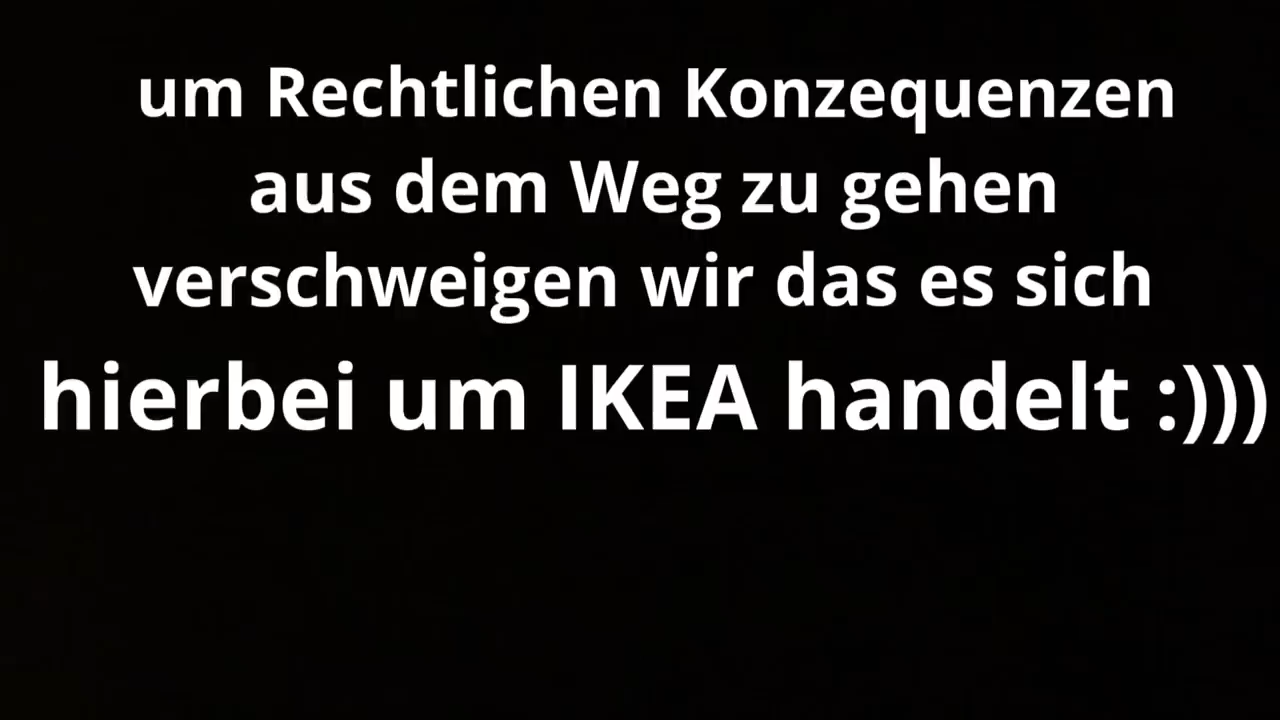 um Rechtlichen Konzequenzen
aus dem Weg zu gehen
verschweigen wir das es sich
hierbei um IKEA handelt :)))